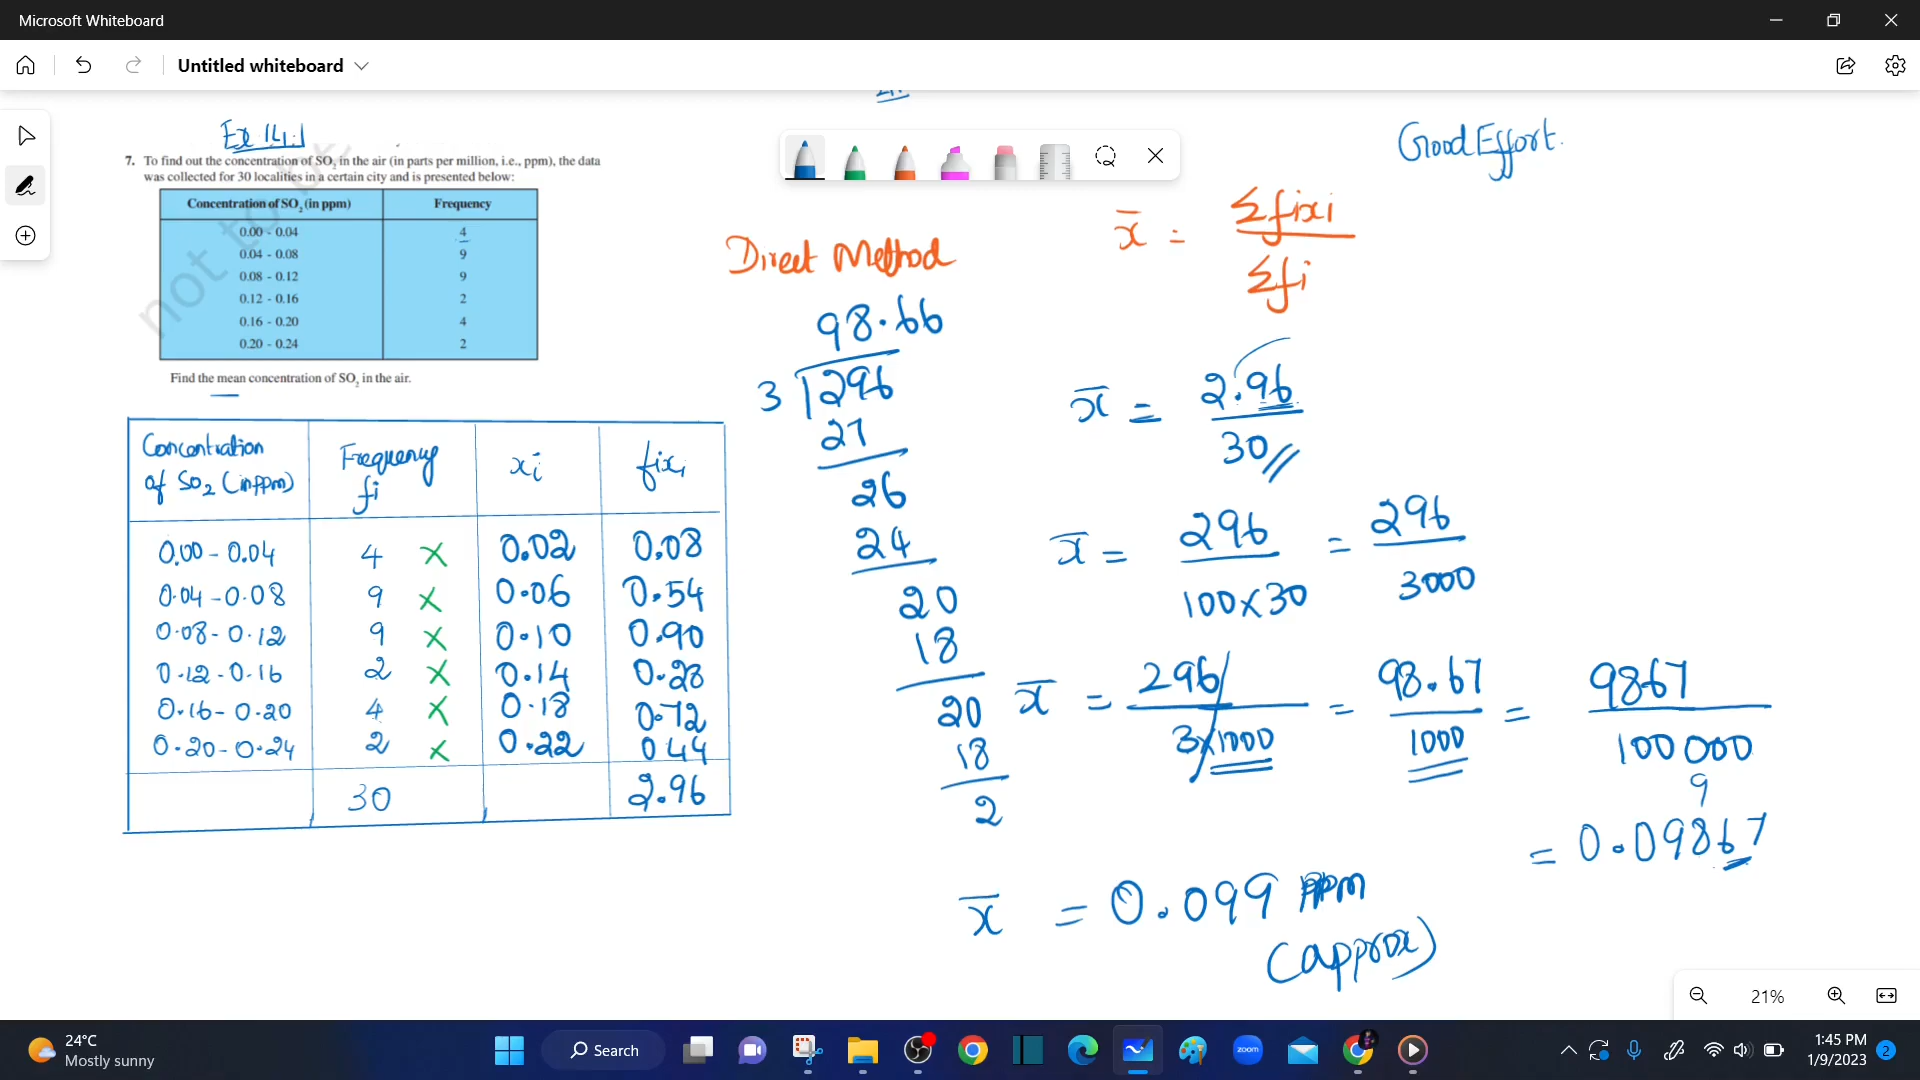 Microsoft Whiteboard
Untitled whiteboard
Ex 14.1
7. To find out the concentration of SO₂ in the air (in parts per million, i.e., ppm), the data
was collected for 30 localities in a certain city and is presented below:
Concentration of SO₂ (in ppm) Frequency
0.00 - 0.04 4
0.04 - 0.08 9
0.08 - 0.12 9
0.12 - 0.16 2
0.16 - 0.20 4
0.20 - 0.24 2
Find the mean concentration of SO₂ in the air.
not to be
Concentration
of SO2 (in ppm)
Frequency
fi
xi
fixi
0.00 - 0.04 4 × 0.02 0.08
0.04 - 0.08 9 × 0.06 0.54
0.08 - 0.12 9 × 0.10 0.90
0.12 - 0.16 2 × 0.14 0.28
0.16 - 0.20 4 × 0.18 0.72
0.20 - 0.24 2 × 0.22 0.44
30 2.96
Direct Method
98.66
3 296
27
26
24
20
18
20
18
2
Good Effort.
x̄ = Σfixi
Σfi
x̄ = 2.96
30
x̄ = 296 = 296
100×30 3000
x̄ = 296 = 98.67 = 9867
3×1000 1000 100000
9
= 0.09867
x̄ = 0.099 ppm
(approx)
21%
24°C
Mostly sunny
Search
zoom
1:45 PM
1/9/2023
2